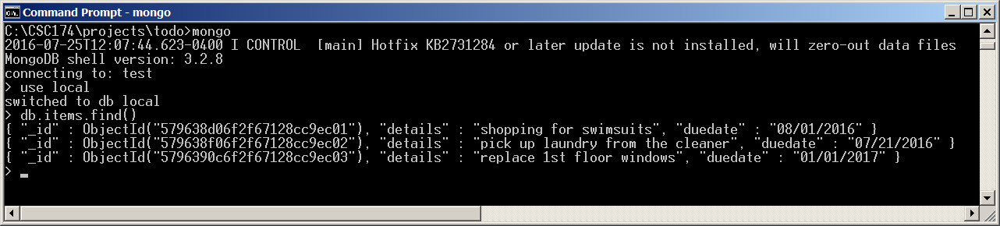 Command Prompt - mongo
C:\CSC174\projects\todo>mongo
2016-07-25T12:07:44.623-0400 I CONTROL  [main] Hotfix KB2731284 or later update is not installed, will zero-out data files
MongoDB shell version: 3.2.8
connecting to: test
> use local
switched to db local
> db.items.find()
{ "_id" : ObjectId("579638d06f2f67128cc9ec01"), "details" : "shopping for swimsuits", "duedate" : "08/01/2016" }
{ "_id" : ObjectId("579638f06f2f67128cc9ec02"), "details" : "pick up laundry from the cleaner", "duedate" : "07/21/2016" }
{ "_id" : ObjectId("5796390c6f2f67128cc9ec03"), "details" : "replace 1st floor windows", "duedate" : "01/01/2017" }
>